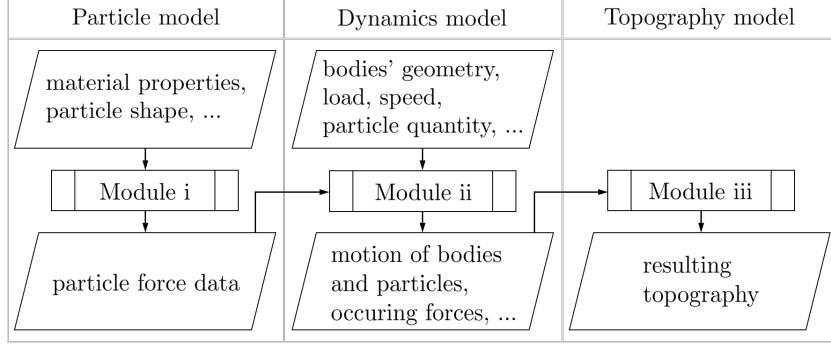 Particle model
Dynamics model
Topography model
material properties,
particle shape, ...
bodies' geometry,
load, speed,
particle quantity, ...
Module i
Module ii
Module iii
particle force data
motion of bodies
and particles,
occuring forces, ...
resulting
topography